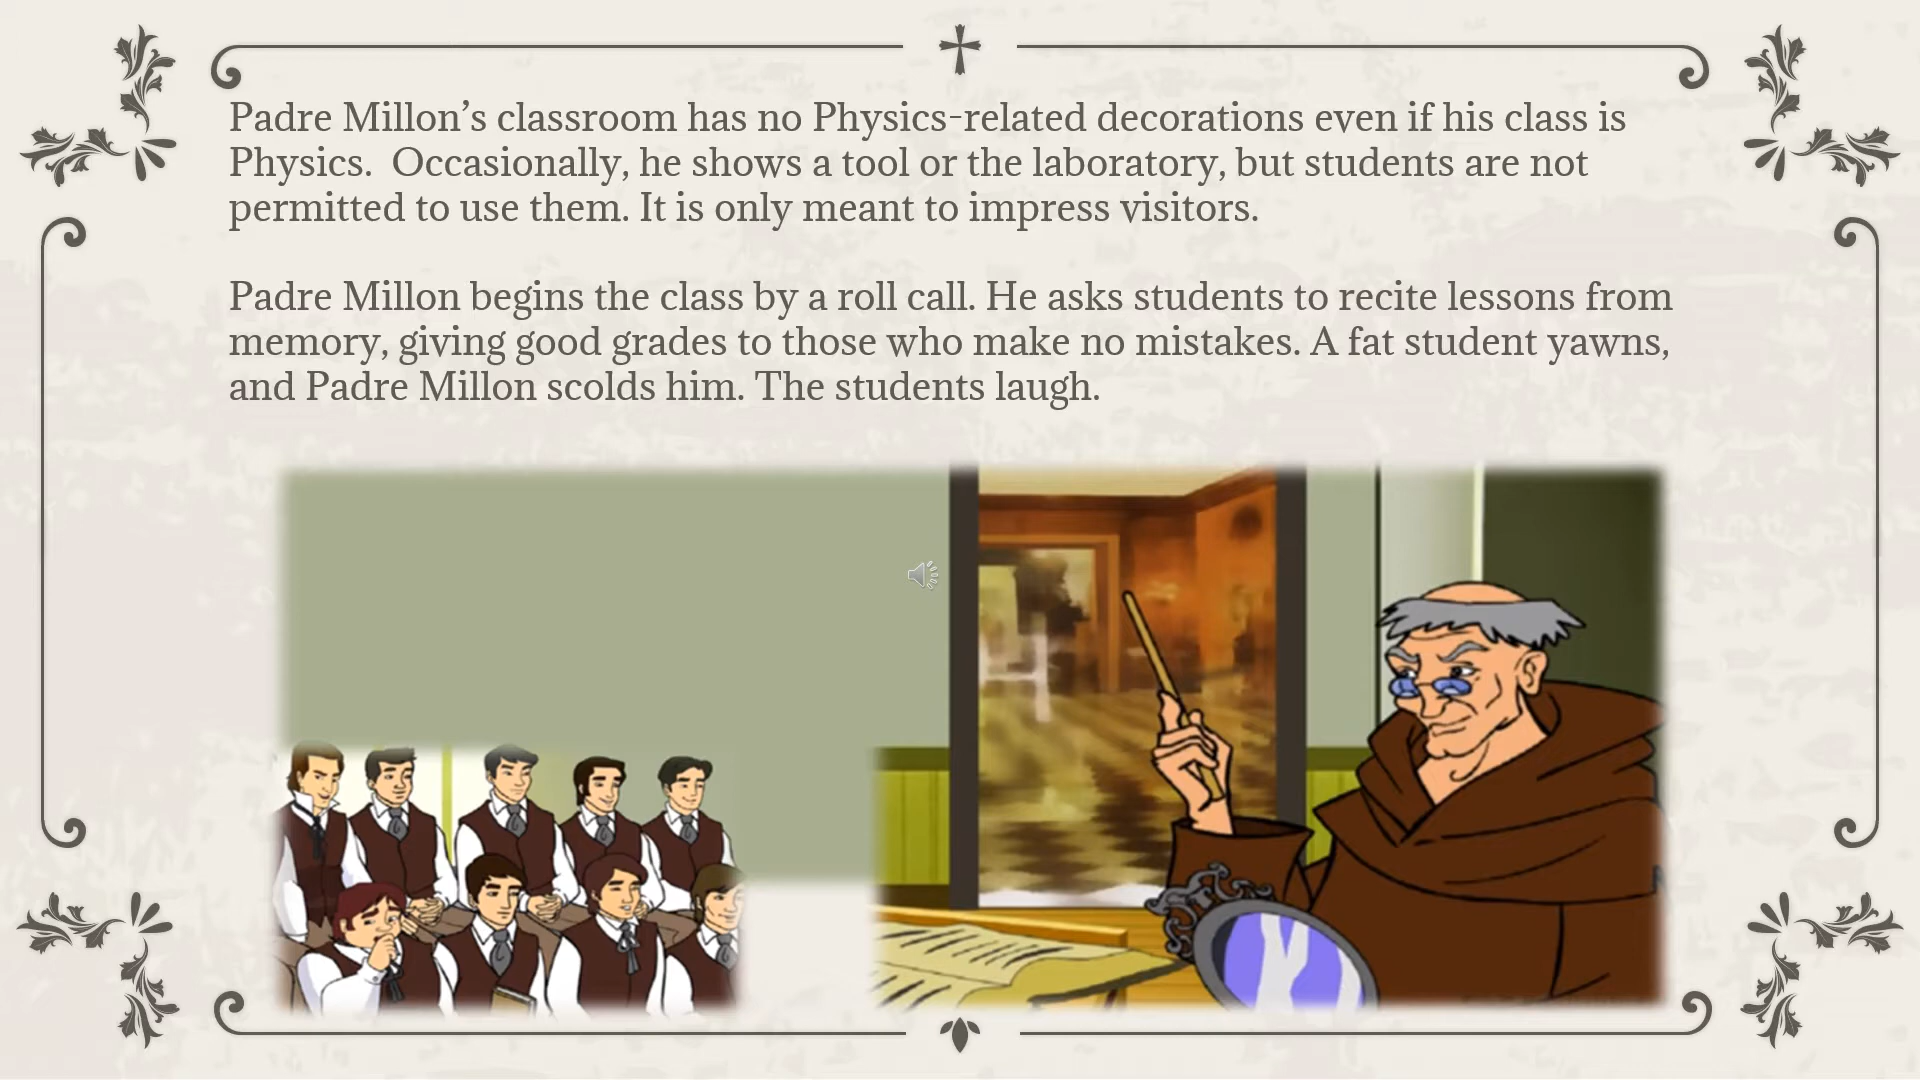 Padre Millon’s classroom has no Physics-related decorations even if his class is
Physics.  Occasionally, he shows a tool or the laboratory, but students are not
permitted to use them. It is only meant to impress visitors.
Padre Millon begins the class by a roll call. He asks students to recite lessons from
memory, giving good grades to those who make no mistakes. A fat student yawns,
and Padre Millon scolds him. The students laugh.